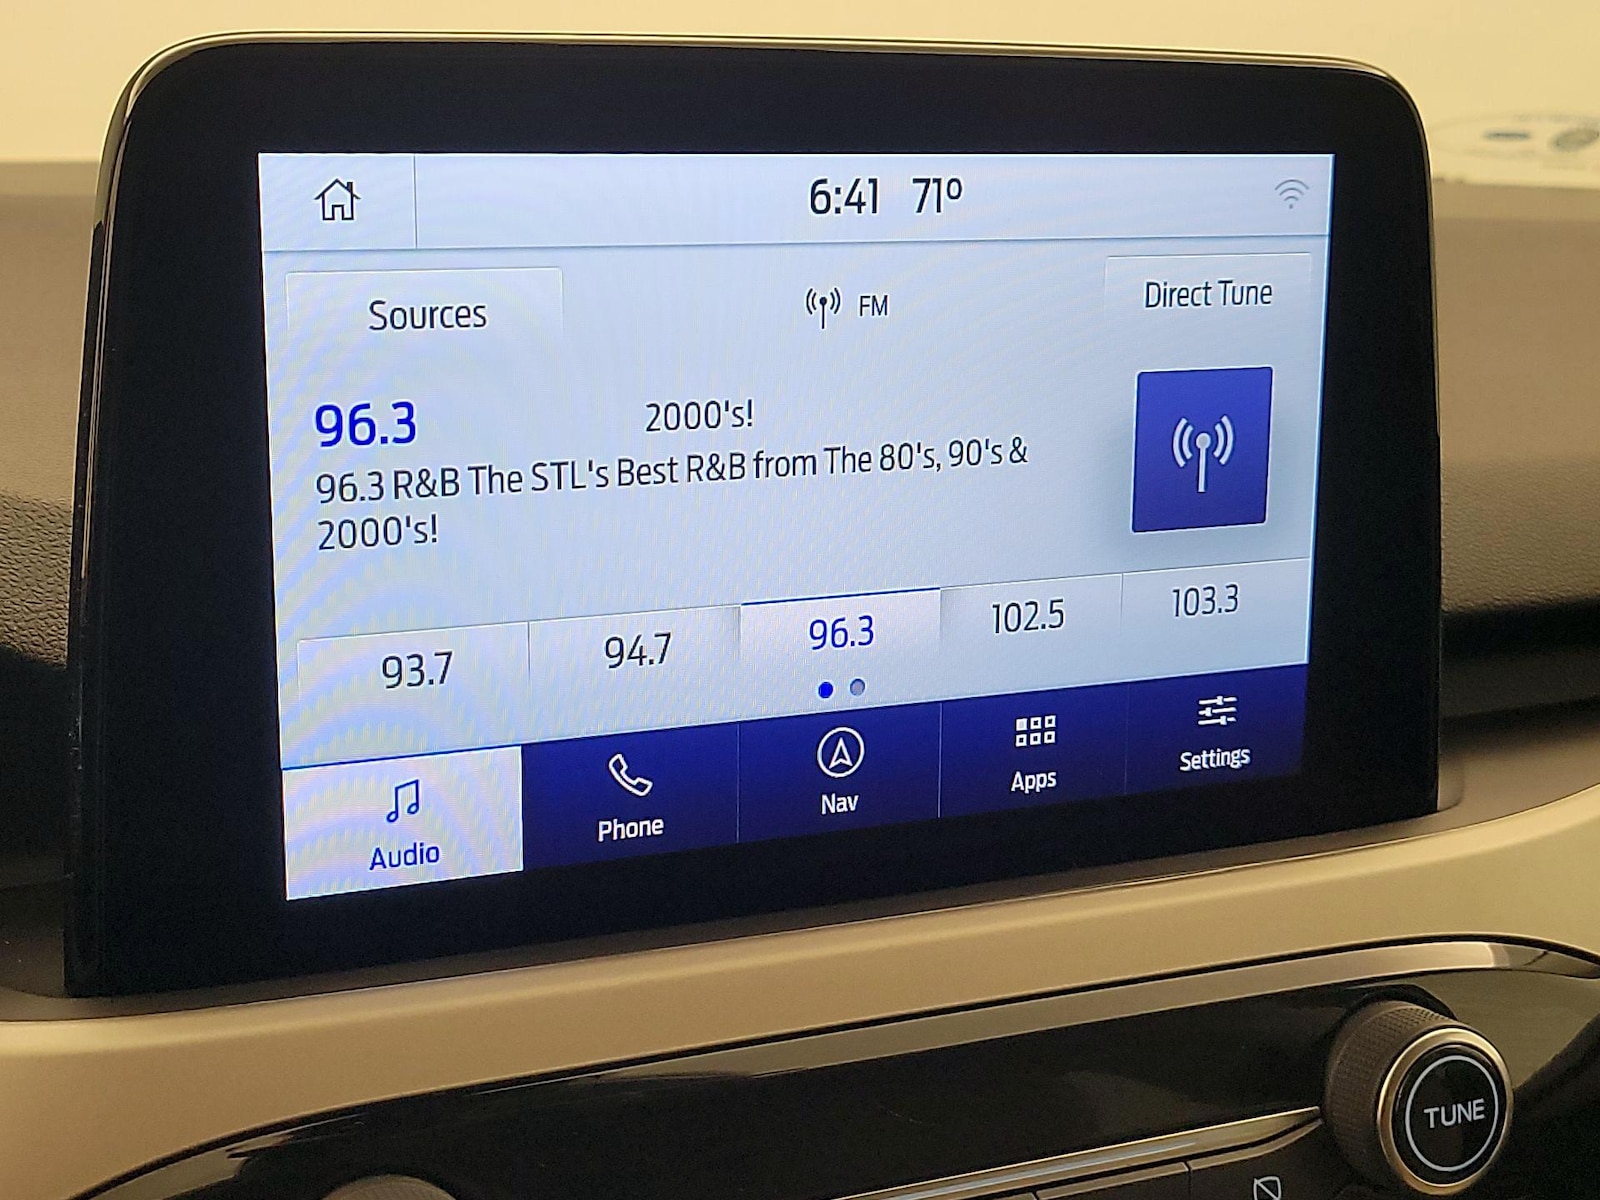 6:41 71°
Sources
FM
Direct Tune
96.3
2000's!
96.3 R&B The STL's Best R&B from The 80's, 90's &
2000's!
93.7
94.7
96.3
102.5
103.3
Audio
Phone
Nav
Apps
Settings
TUNE